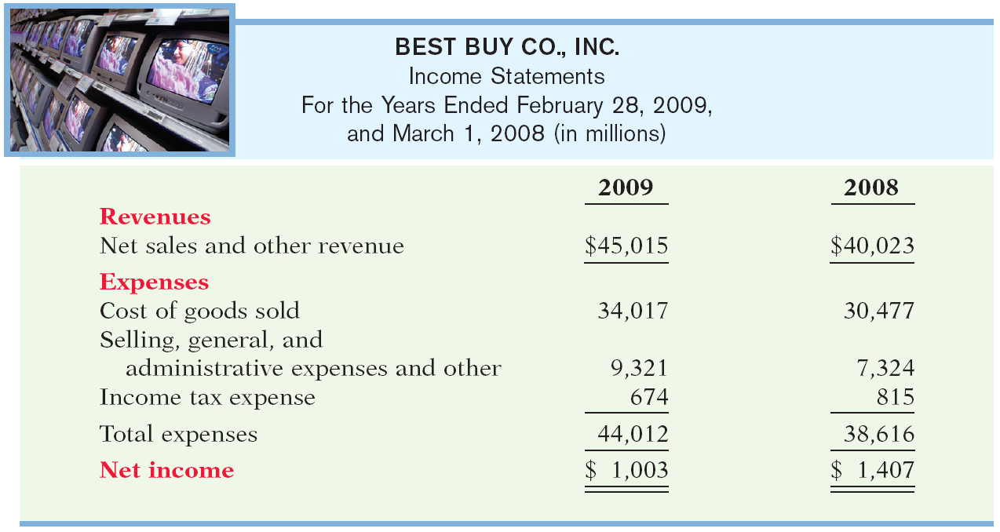 BEST BUY CO., INC.
Income Statements
For the Years Ended February 28, 2009,
and March 1, 2008 (in millions)
2009 2008
Revenues
Net sales and other revenue $45,015 $40,023
Expenses
Cost of goods sold 34,017 30,477
Selling, general, and
administrative expenses and other 9,321 7,324
Income tax expense 674 815
Total expenses 44,012 38,616
Net income $ 1,003 $ 1,407